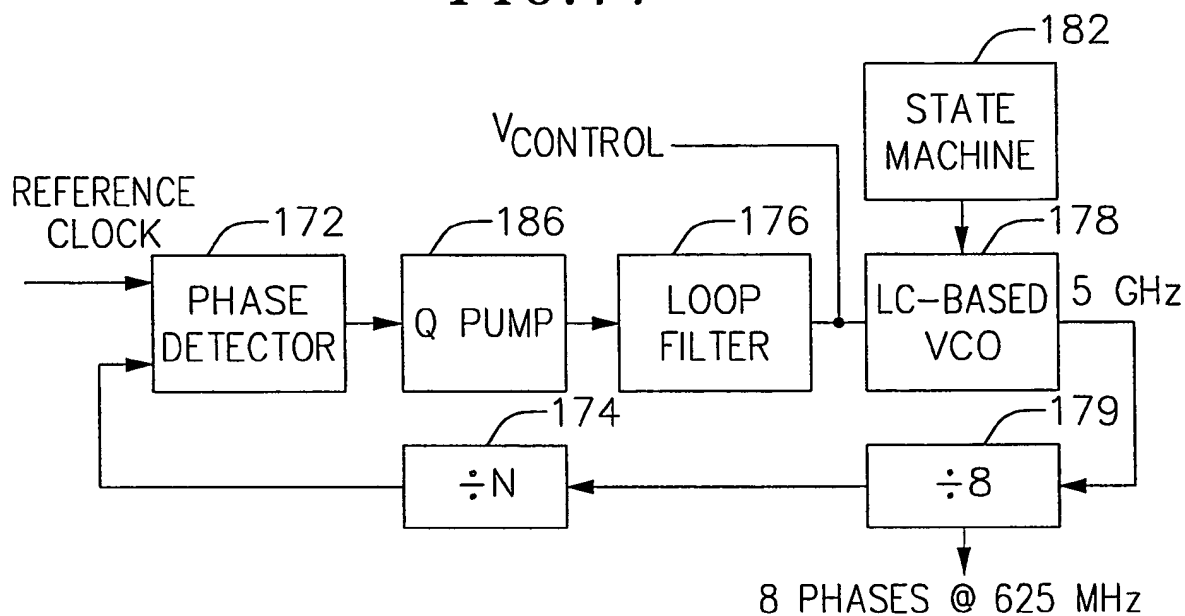 182
STATE
MACHINE
VCONTROL
REFERENCE
CLOCK
172
186
176
178
PHASE
DETECTOR
Q PUMP
LOOP
FILTER
LC-BASED
VCO
5 GHz
174
179
÷N
÷8
8 PHASES @ 625 MHz